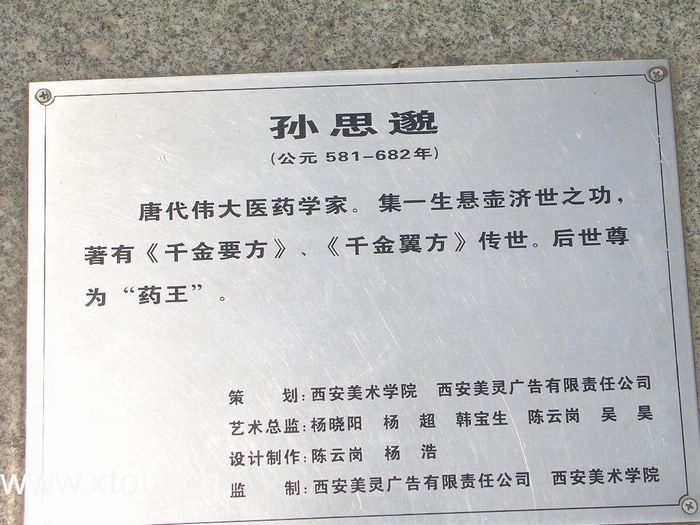 孙思邈
(公元 581-682年)
唐代伟大医药学家。集一生悬壶济世之功，
著有《千金要方》、《千金翼方》传世。后世尊
为“药王”。
策 划:西安美术学院 西安美灵广告有限责任公司
艺术总监:杨晓阳 杨 超 韩宝生 陈云岗 吴 昊
设计制作:陈云岗 杨 浩
监 制:西安美灵广告有限责任公司 西安美术学院